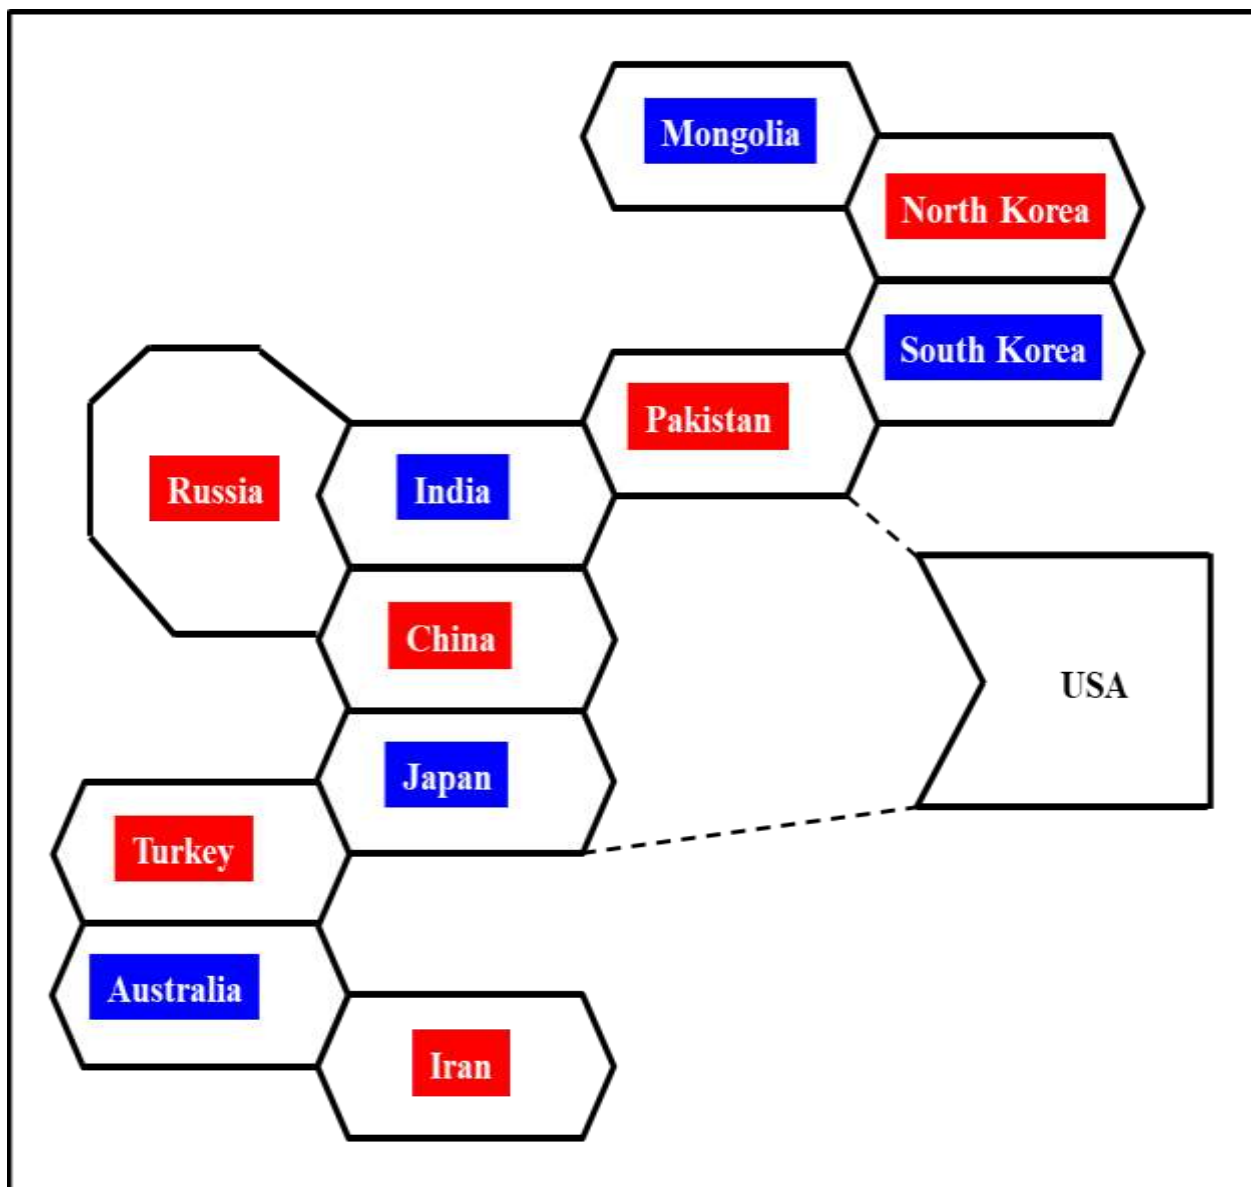 Mongolia
North Korea
South Korea
Pakistan
Russia
India
China
USA
Japan
Turkey
Australia
Iran